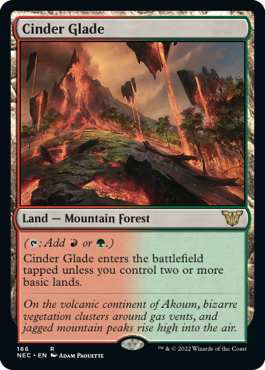 Cinder Glade
Land — Mountain Forest
(T: Add R or G.)
Cinder Glade enters the battlefield
tapped unless you control two or more
basic lands.
On the volcanic continent of Akoum, bizarre
vegetation clusters around gas vents, and
jagged mountain peaks rise high into the air.
166 R
NEC • EN Adam Paquette
™ & © 2022 Wizards of the Coast